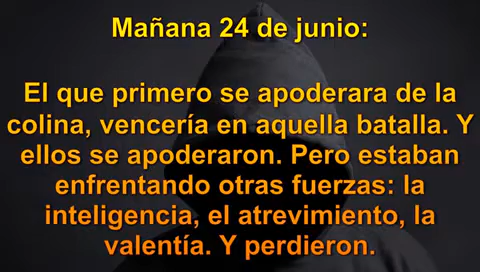 Mañana 24 de junio:
El que primero se apoderara de la
colina, vencería en aquella batalla. Y
ellos se apoderaron. Pero estaban
enfrentando otras fuerzas: la
inteligencia, el atrevimiento, la
valentía. Y perdieron.